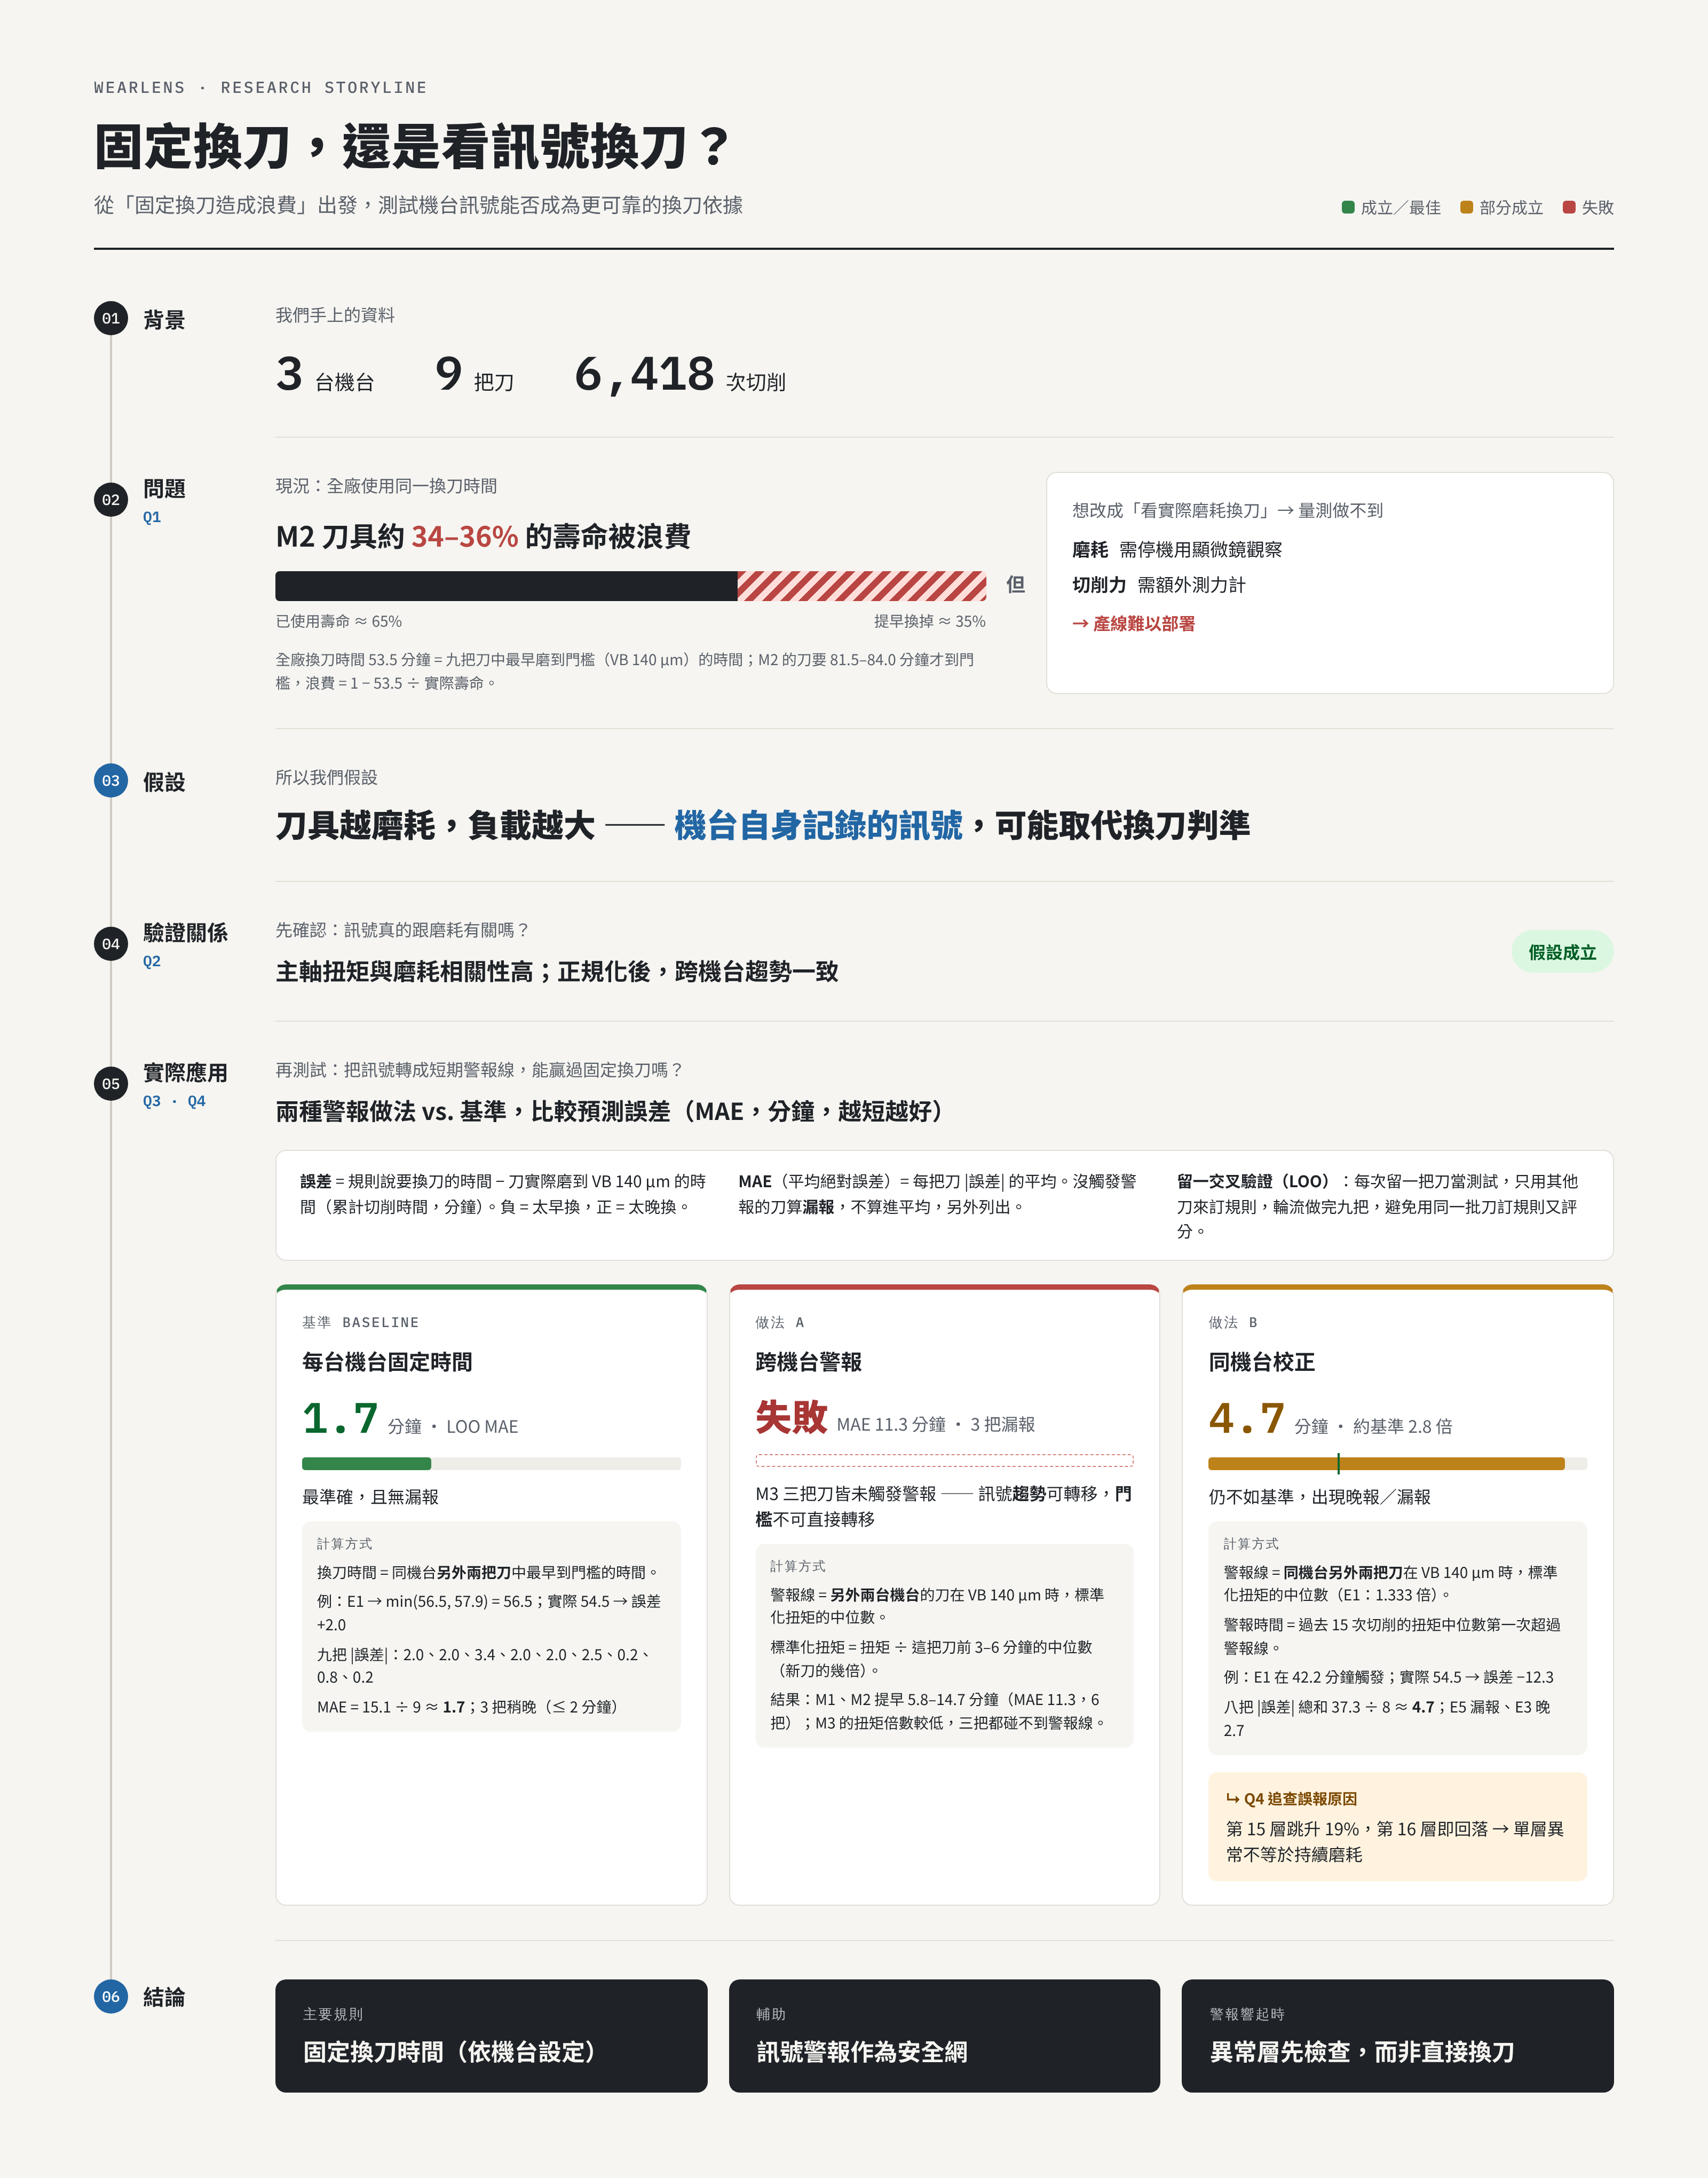 WEARLENS · RESEARCH STORYLINE
固定換刀，還是看訊號換刀？
從「固定換刀造成浪費」出發，測試機台訊號能否成為更可靠的換刀依據
成立／最佳 部分成立 失敗
01 背景
我們手上的資料
3 台機台 9 把刀 6,418 次切削
02 問題
Q1
現況：全廠使用同一換刀時間
M2 刀具約 34–36% 的壽命被浪費
已使用壽命 ≈ 65% 提早換掉 ≈ 35%
全廠換刀時間 53.5 分鐘 = 九把刀中最早磨到門檻（VB 140 µm）的時間；M2 的刀要 81.5–84.0 分鐘才到門
檻，浪費 = 1 − 53.5 ÷ 實際壽命。
但
想改成「看實際磨耗換刀」→ 量測做不到
磨耗 需停機用顯微鏡觀察
切削力 需額外測力計
→ 產線難以部署
03 假設
所以我們假設
刀具越磨耗，負載越大 —— 機台自身記錄的訊號，可能取代換刀判準
04 驗證關係
Q2
先確認：訊號真的跟磨耗有關嗎？
主軸扭矩與磨耗相關性高；正規化後，跨機台趨勢一致
假設成立
05 實際應用
Q3 · Q4
再測試：把訊號轉成短期警報線，能贏過固定換刀嗎？
兩種警報做法 vs. 基準，比較預測誤差（MAE，分鐘，越短越好）
誤差 = 規則說要換刀的時間 − 刀實際磨到 VB 140 µm 的時
間（累計切削時間，分鐘）。負 = 太早換，正 = 太晚換。
MAE（平均絕對誤差）= 每把刀 |誤差| 的平均。沒觸發警
報的刀算漏報，不算進平均，另外列出。
留一交叉驗證（LOO）：每次留一把刀當測試，只用其他
刀來訂規則，輪流做完九把，避免用同一批刀訂規則又評
分。
基準 BASELINE
每台機台固定時間
1.7 分鐘 · LOO MAE
最準確，且無漏報
計算方式
換刀時間 = 同機台另外兩把刀中最早到門檻的時間。
例：E1 → min(56.5, 57.9) = 56.5；實際 54.5 → 誤差
+2.0
九把 |誤差|：2.0、2.0、3.4、2.0、2.0、2.5、0.2、
0.8、0.2
MAE = 15.1 ÷ 9 ≈ 1.7；3 把稍晚（≤ 2 分鐘）
做法 A
跨機台警報
失敗 MAE 11.3 分鐘 · 3 把漏報
M3 三把刀皆未觸發警報 —— 訊號趨勢可轉移，門
檻不可直接轉移
計算方式
警報線 = 另外兩台機台的刀在 VB 140 µm 時，標準
化扭矩的中位數。
標準化扭矩 = 扭矩 ÷ 這把刀前 3–6 分鐘的中位數
（新刀的幾倍）。
結果：M1、M2 提早 5.8–14.7 分鐘（MAE 11.3，6
把）；M3 的扭矩倍數較低，三把都碰不到警報線。
做法 B
同機台校正
4.7 分鐘 · 約基準 2.8 倍
仍不如基準，出現晚報／漏報
計算方式
警報線 = 同機台另外兩把刀在 VB 140 µm 時，標準
化扭矩的中位數（E1：1.333 倍）。
警報時間 = 過去 15 次切削的扭矩中位數第一次超過
警報線。
例：E1 在 42.2 分鐘觸發；實際 54.5 → 誤差 −12.3
八把 |誤差| 總和 37.3 ÷ 8 ≈ 4.7；E5 漏報、E3 晚
2.7
↳ Q4 追查誤報原因
第 15 層跳升 19%，第 16 層即回落 → 單層異
常不等於持續磨耗
06 結論
主要規則
固定換刀時間（依機台設定）
輔助
訊號警報作為安全網
警報響起時
異常層先檢查，而非直接換刀